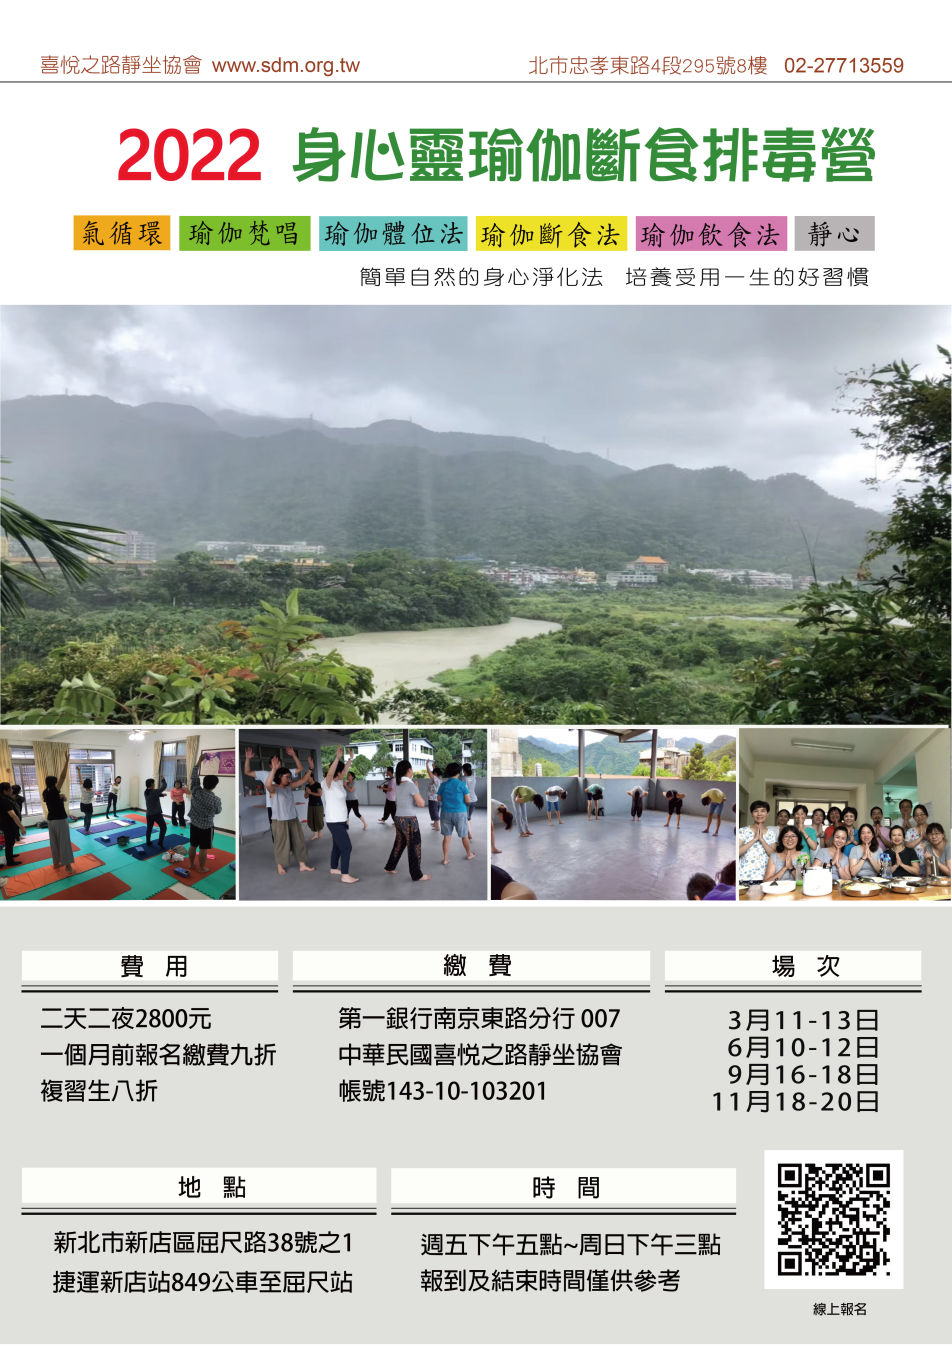 喜悅之路靜坐協會 www.sdm.org.tw
北市忠孝東路4段295號8樓 02-27713559
2022 身心靈瑜伽斷食排毒營
氣循環 瑜伽梵唱 瑜伽體位法 瑜伽斷食法 瑜伽飲食法 靜心
簡單自然的身心淨化法 培養受用一生的好習慣
費 用
二天二夜2800元
一個月前報名繳費九折
複習生八折
繳 費
第一銀行南京東路分行 007
中華民國喜悅之路靜坐協會
帳號143-10-103201
場 次
3月11-13日
6月10-12日
9月16-18日
11月18-20日
地 點
新北市新店區屈尺路38號之1
捷運新店站849公車至屈尺站
時 間
週五下午五點~周日下午三點
報到及結束時間僅供參考
線上報名